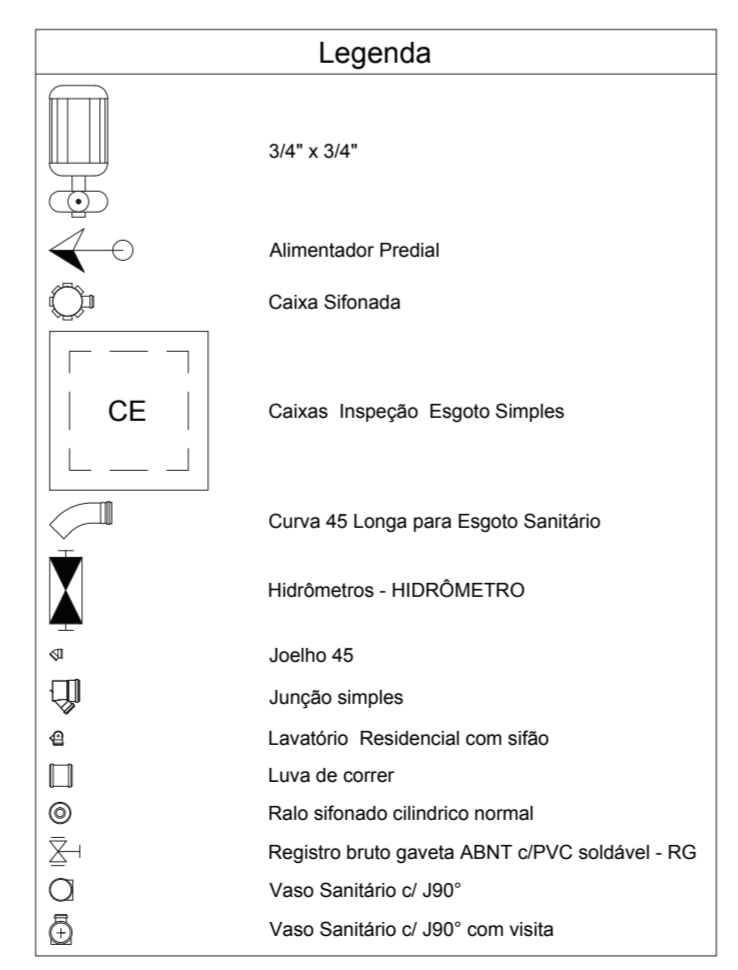 Legenda
3/4" x 3/4"
Alimentador Predial
Caixa Sifonada
CE Caixas Inspeção Esgoto Simples
Curva 45 Longa para Esgoto Sanitário
Hidrômetros - HIDRÔMETRO
Joelho 45
Junção simples
Lavatório Residencial com sifão
Luva de correr
Ralo sifonado cilindrico normal
Registro bruto gaveta ABNT c/PVC soldável - RG
Vaso Sanitário c/ J90°
Vaso Sanitário c/ J90° com visita